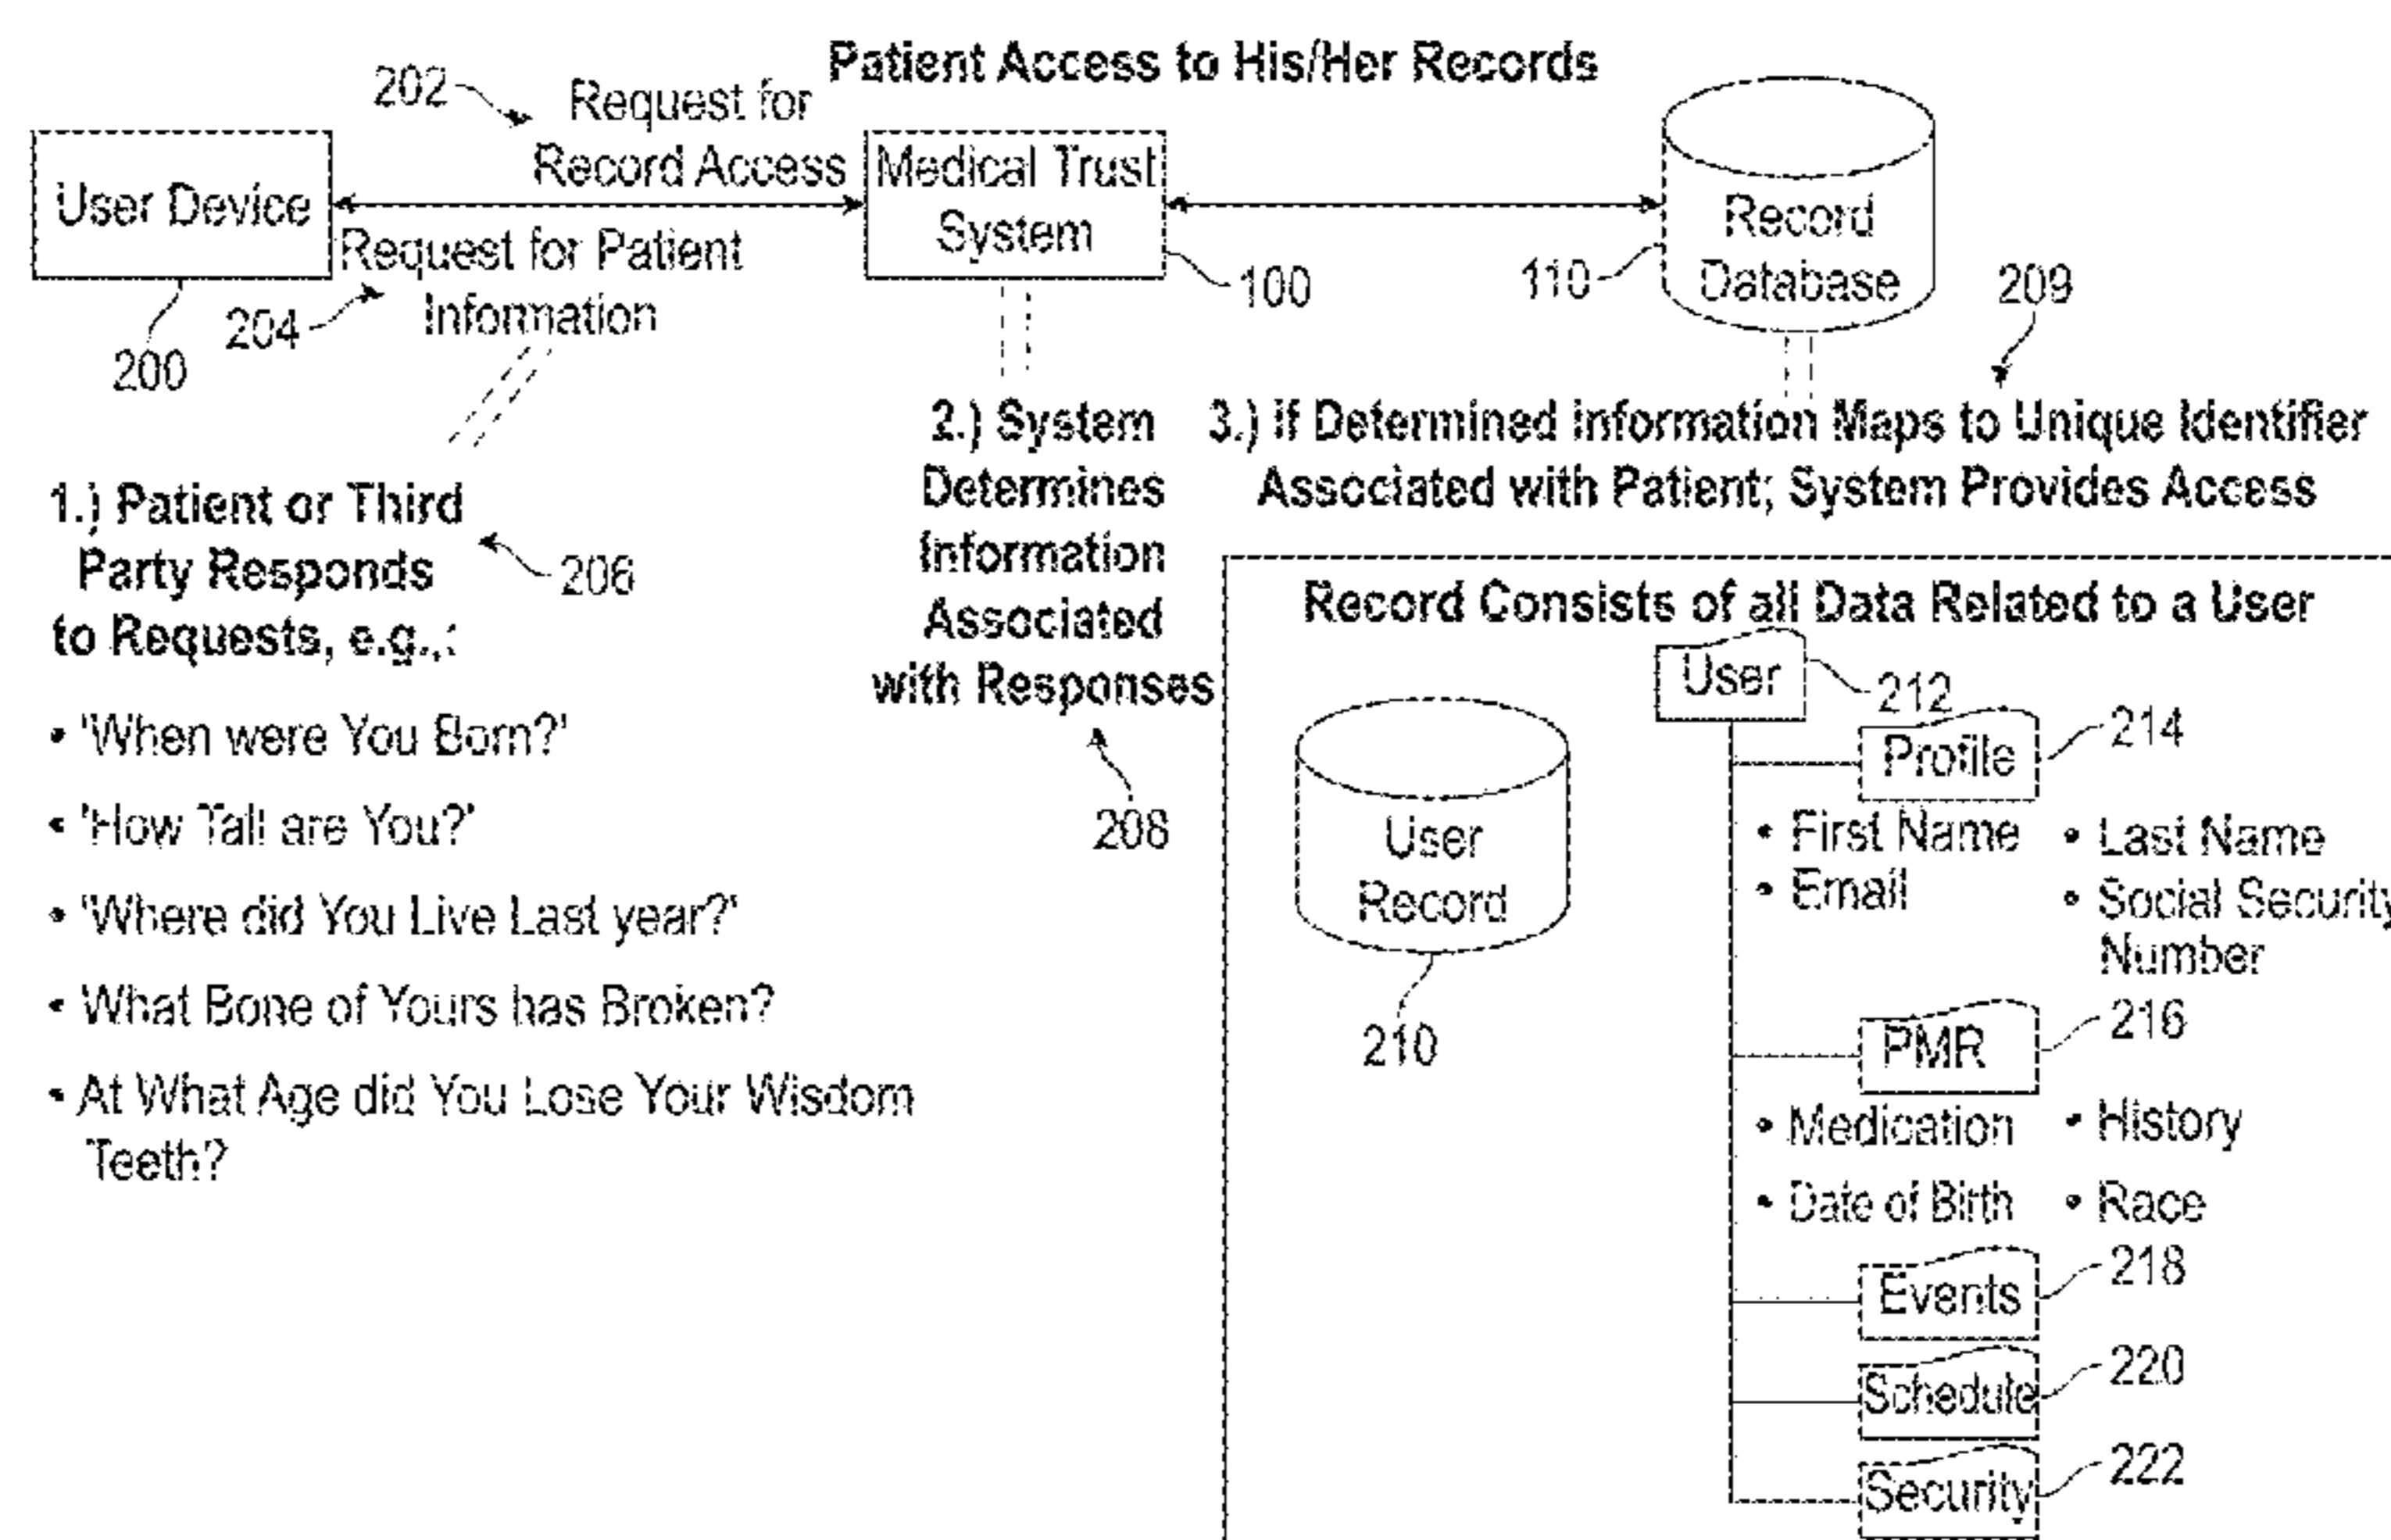 Patient Access to His/Her Records
202
Request for
Record Access
User Device
Medical Trust
System
Record
Database
Request for Patient
Information
204
200
100
110
209
1.) Patient or Third
Party Responds
to Requests, e.g.,:
206
• 'When were You Born?'
• 'How Tall are You?'
• 'Where did You Live Last year?'
• What Bone of Yours has Broken?
• At What Age did You Lose Your Wisdom
Teeth?
2.) System
Determines
Information
Associated
with Responses
208
3.) if Determined Information Maps to Unique Identifier
Associated with Patient; System Provides Access
Record Consists of all Data Related to a User
User
Record
210
User
212
Profile
214
• First Name
• Last Name
• Email
• Social Security
Number
PMR
216
• Medication
• History
• Date of Birth
• Race
Events
218
Schedule
220
Security
222